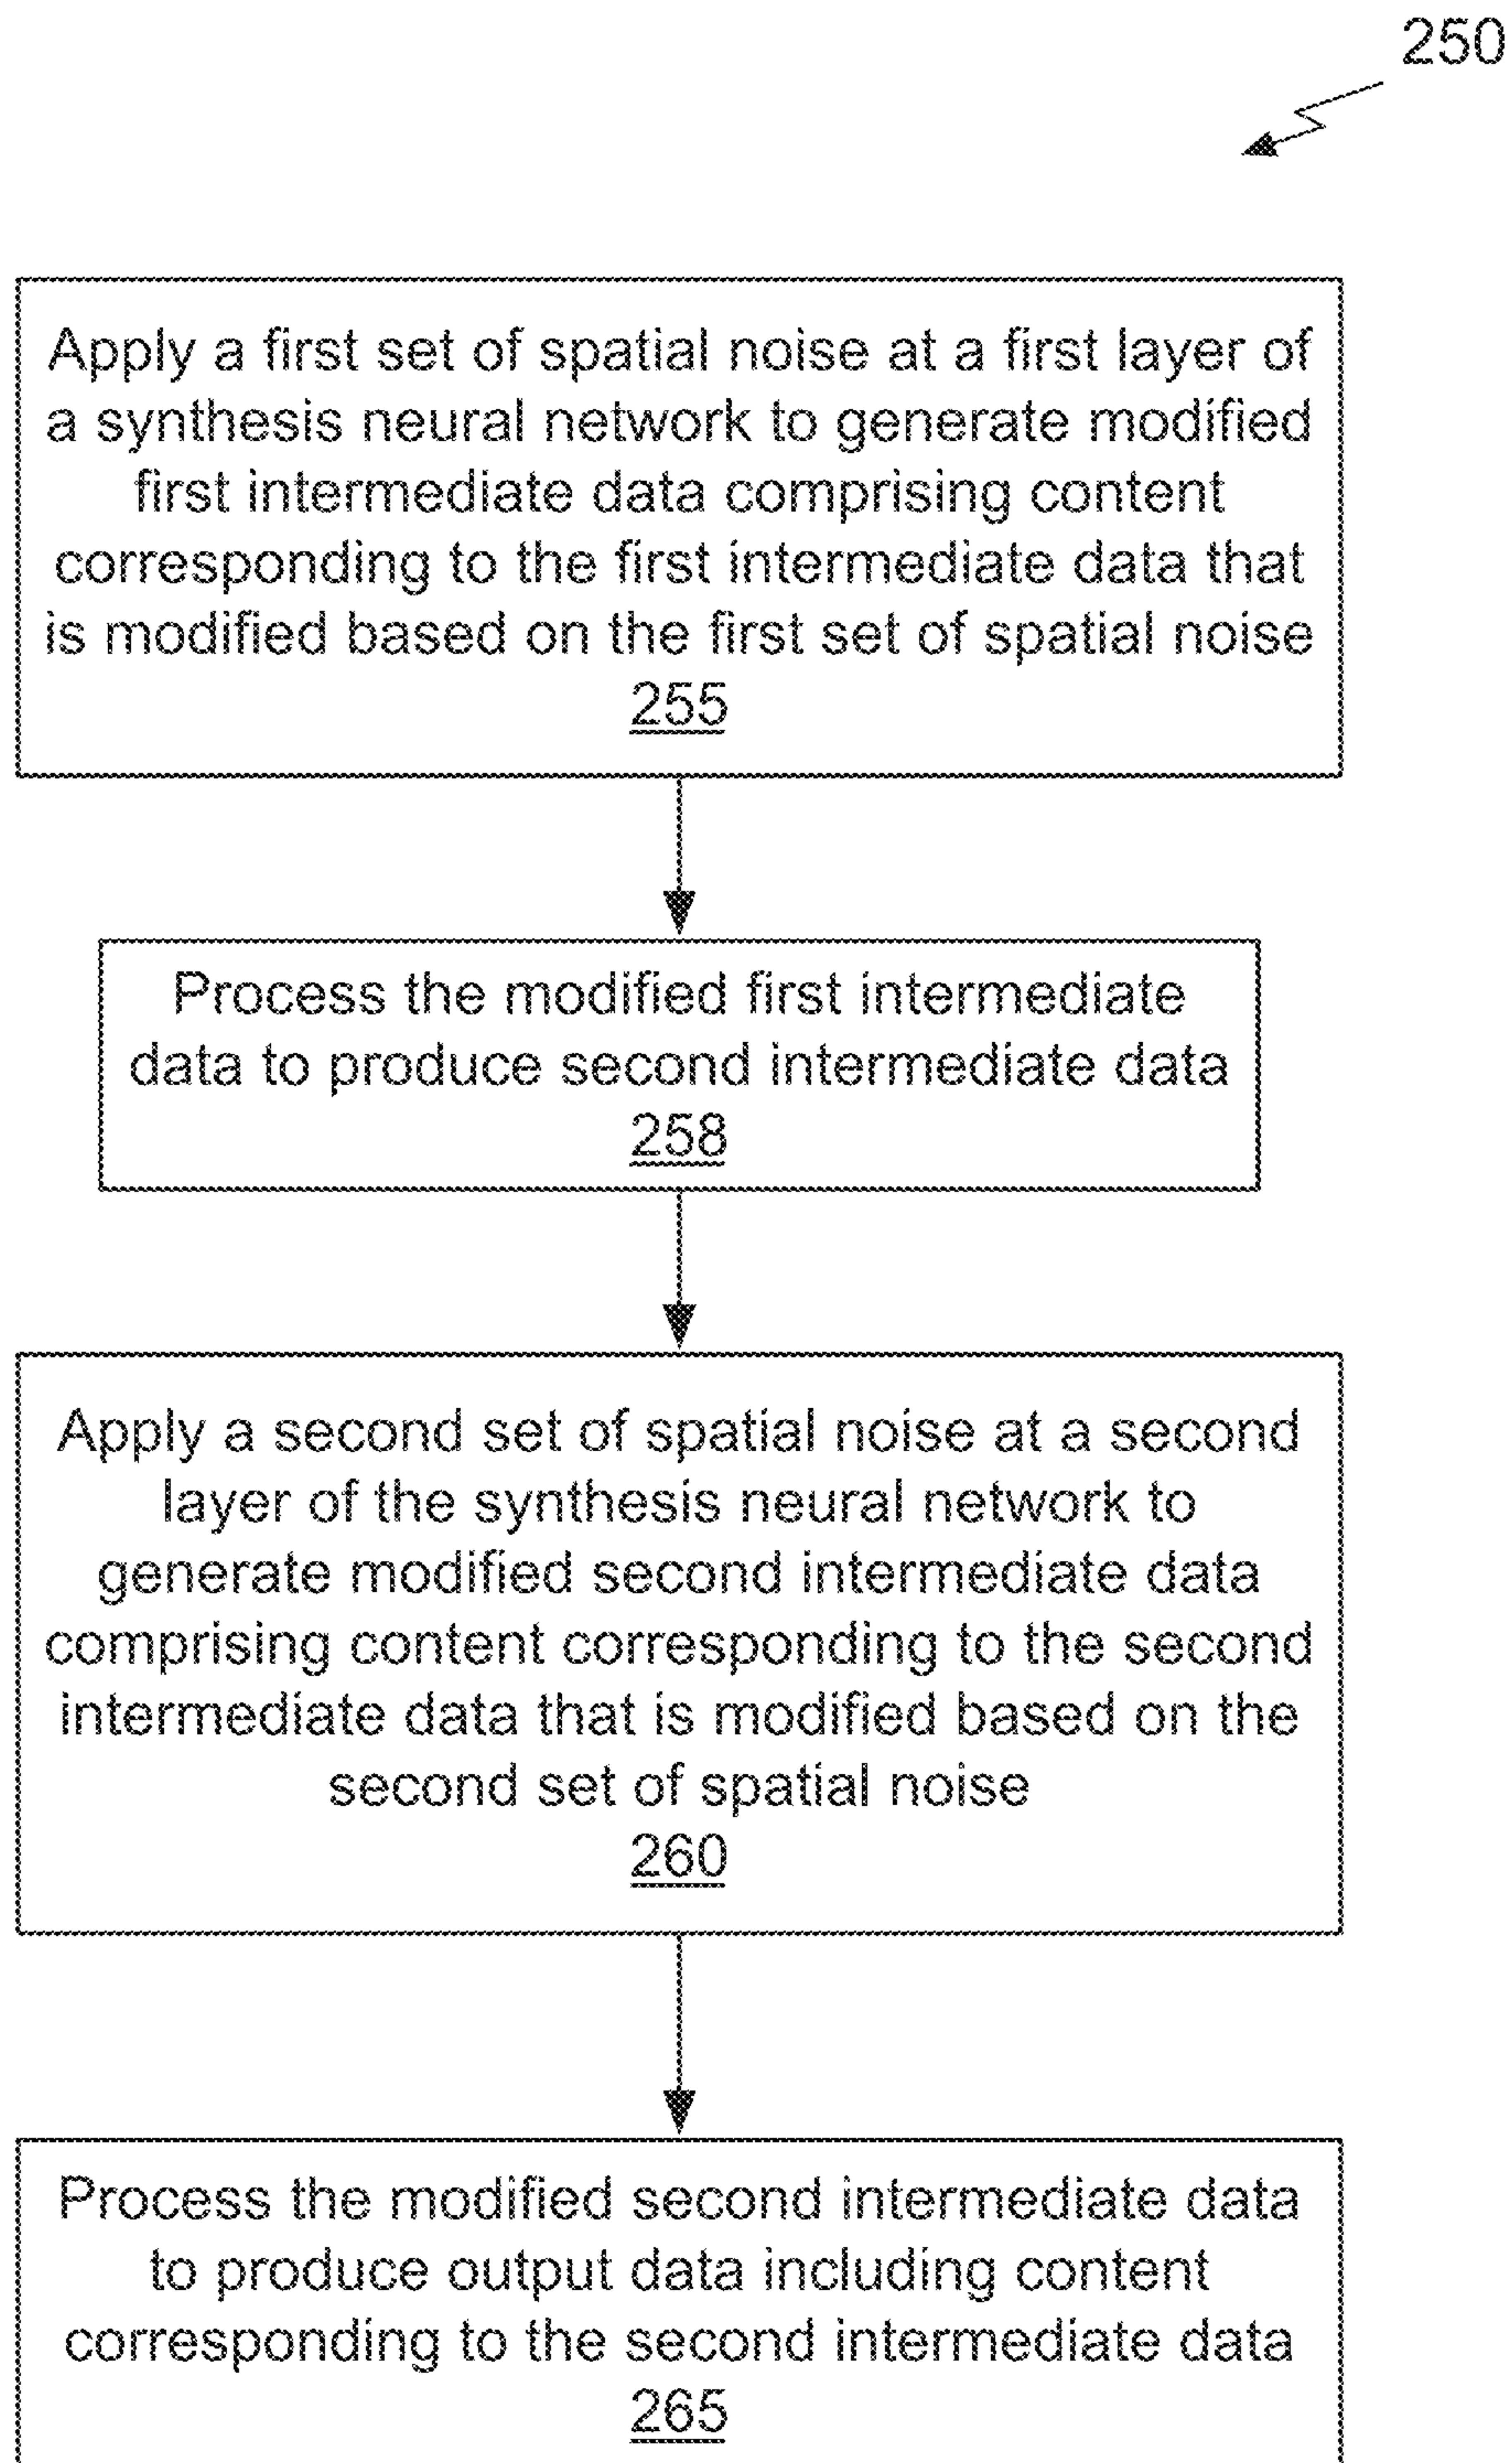 250
Apply a first set of spatial noise at a first layer of
a synthesis neural network to generate modified
first intermediate data comprising content
corresponding to the first intermediate data that
is modified based on the first set of spatial noise
255
Process the modified first intermediate
data to produce second intermediate data
258
Apply a second set of spatial noise at a second
layer of the synthesis neural network to
generate modified second intermediate data
comprising content corresponding to the second
intermediate data that is modified based on the
second set of spatial noise
260
Process the modified second intermediate data
to produce output data including content
corresponding to the second intermediate data
265